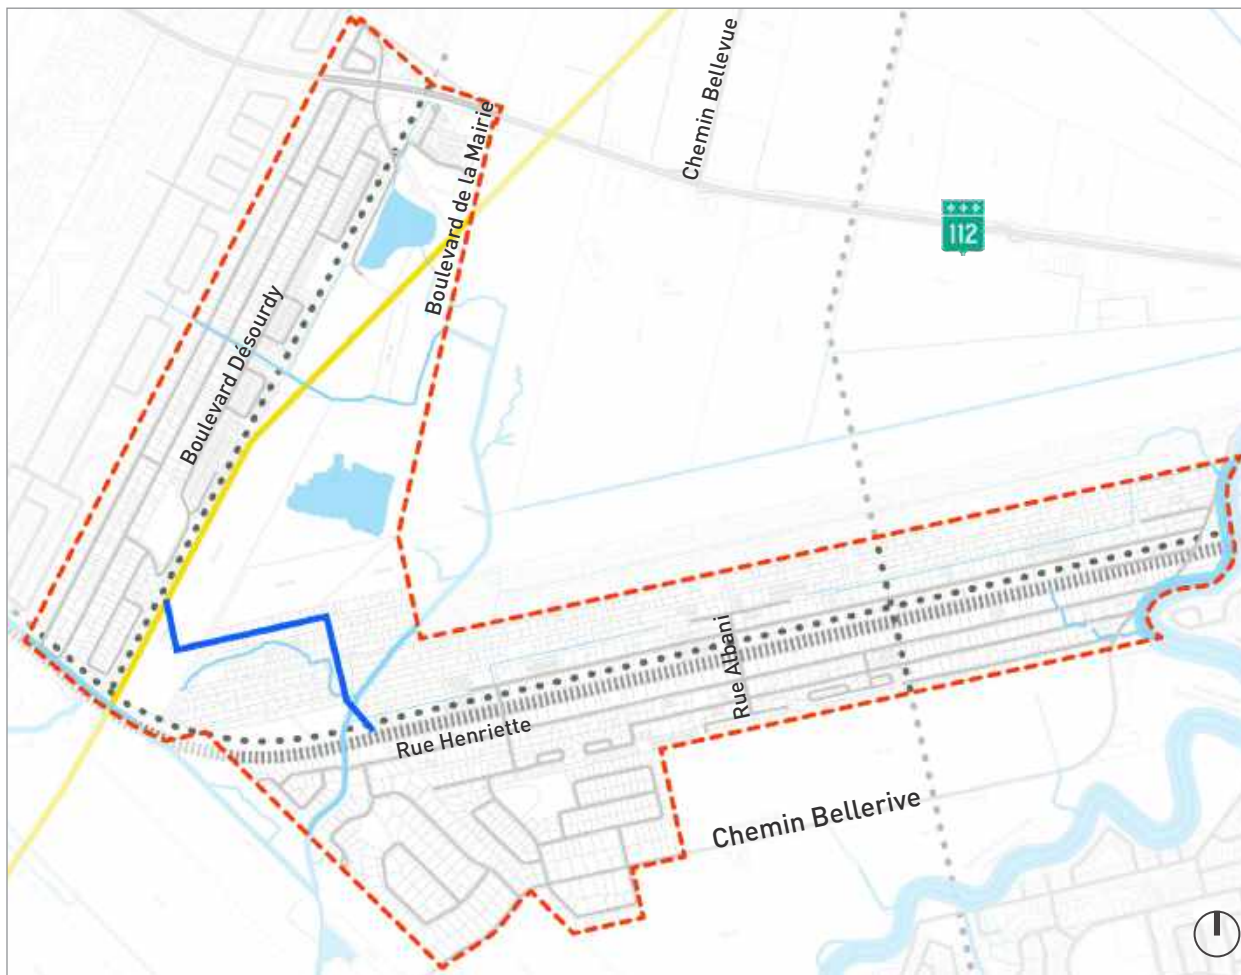 Chemin Bellevue
Boulevard de la Mairie
112
Boulevard Désourdy
Rue Albani
Rue Henriette
Chemin Bellerive